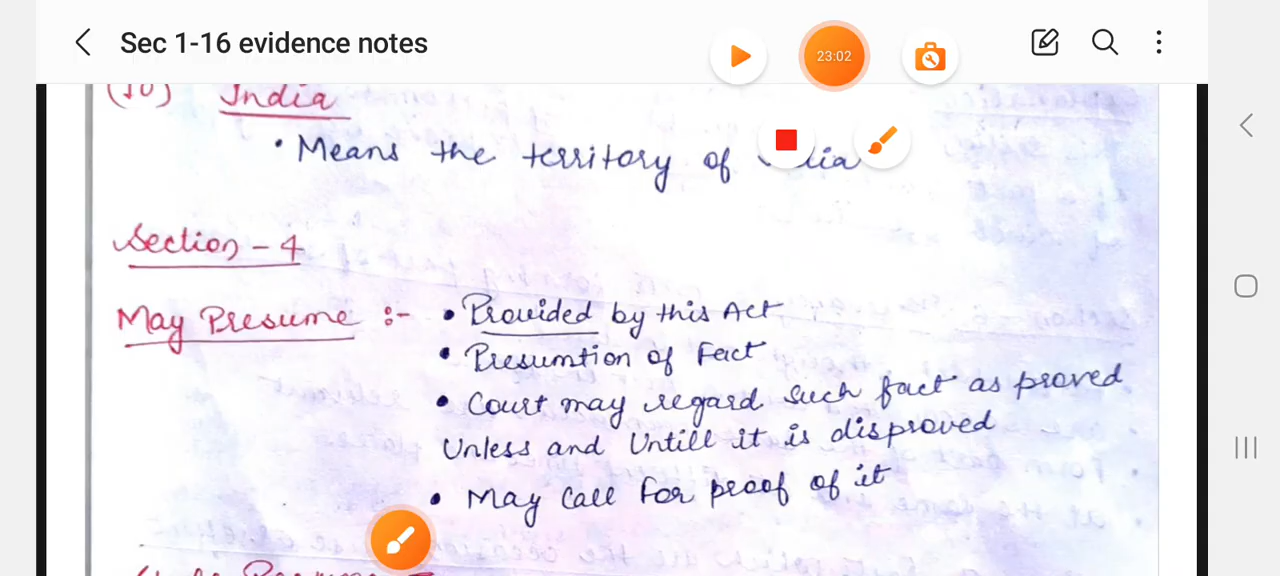 Sec 1-16 evidence notes
23:02
India
• Means the territory of
Section - 4
May Presume :- • Provided by this Act
• Presumtion of Fact
• Court may regard such fact as proved
Unless and Untill it is disproved
• May Call For proof of it